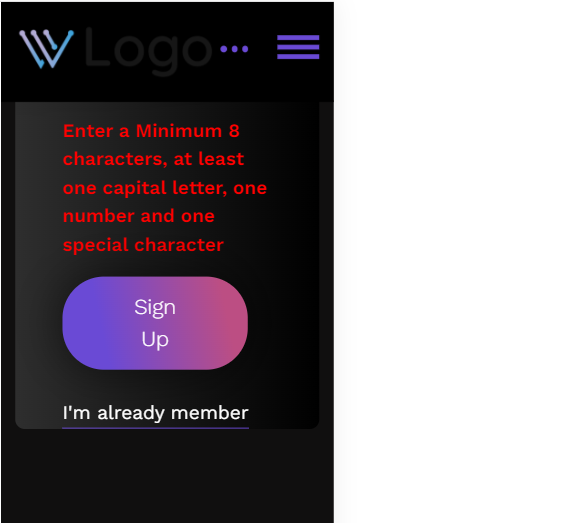 Logo
Enter a Minimum 8
characters, at least
one capital letter, one
number and one
special character
Sign
Up
I'm already member